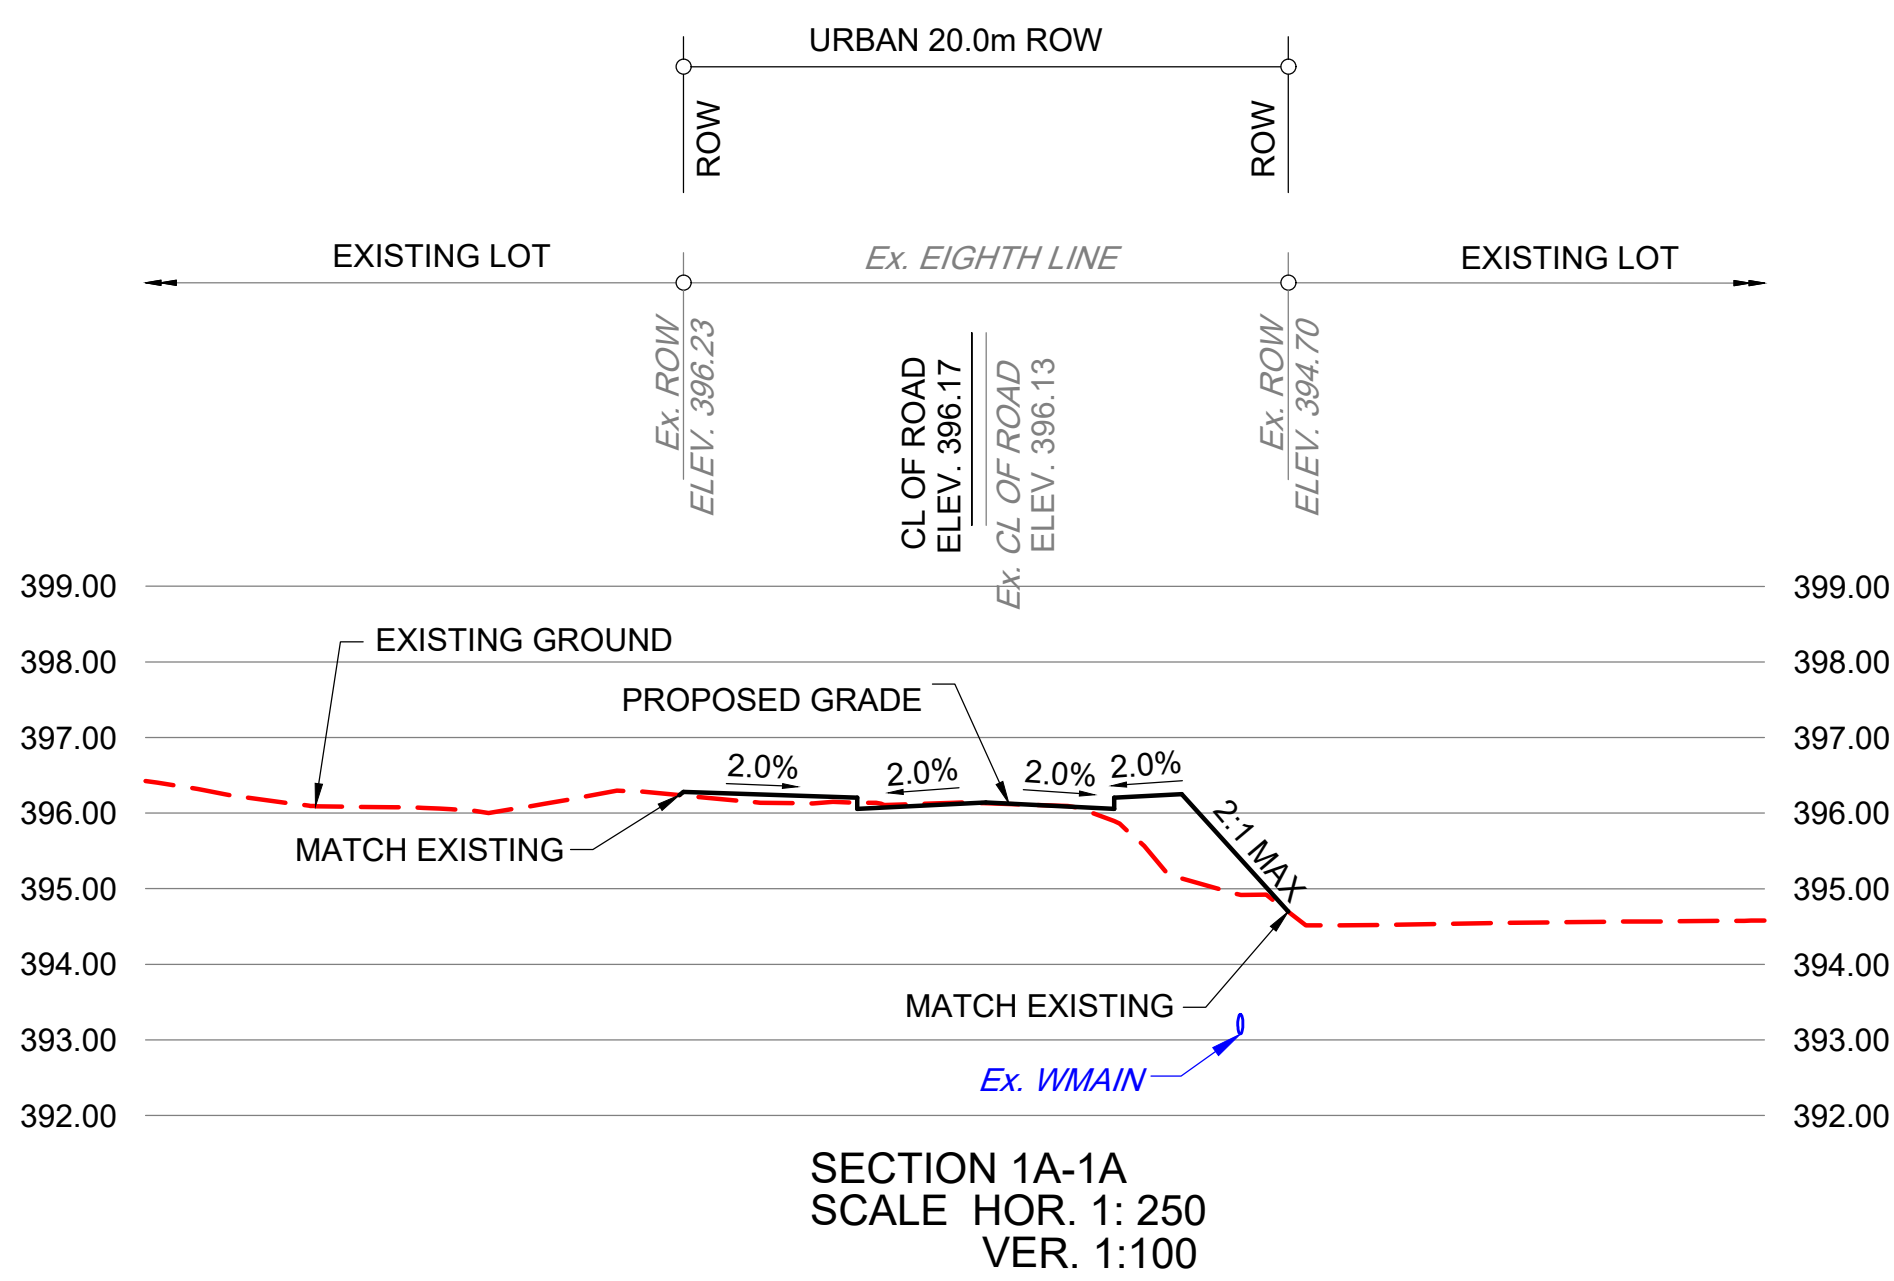 URBAN 20.0m ROW
ROW
ROW
EXISTING LOT
Ex. EIGHTH LINE
EXISTING LOT
Ex. ROW
ELEV. 396.23
CL OF ROAD
ELEV. 396.17
Ex. CL OF ROAD
ELEV. 396.13
Ex. ROW
ELEV. 394.70
399.00
399.00
EXISTING GROUND
398.00
398.00
PROPOSED GRADE
397.00
397.00
2.0%
2.0%
2.0%
2.0%
396.00
396.00
2:1 MAX
MATCH EXISTING
395.00
395.00
394.00
394.00
MATCH EXISTING
393.00
393.00
Ex. WMAIN
392.00
392.00
SECTION 1A-1A
SCALE HOR. 1: 250
VER. 1:100